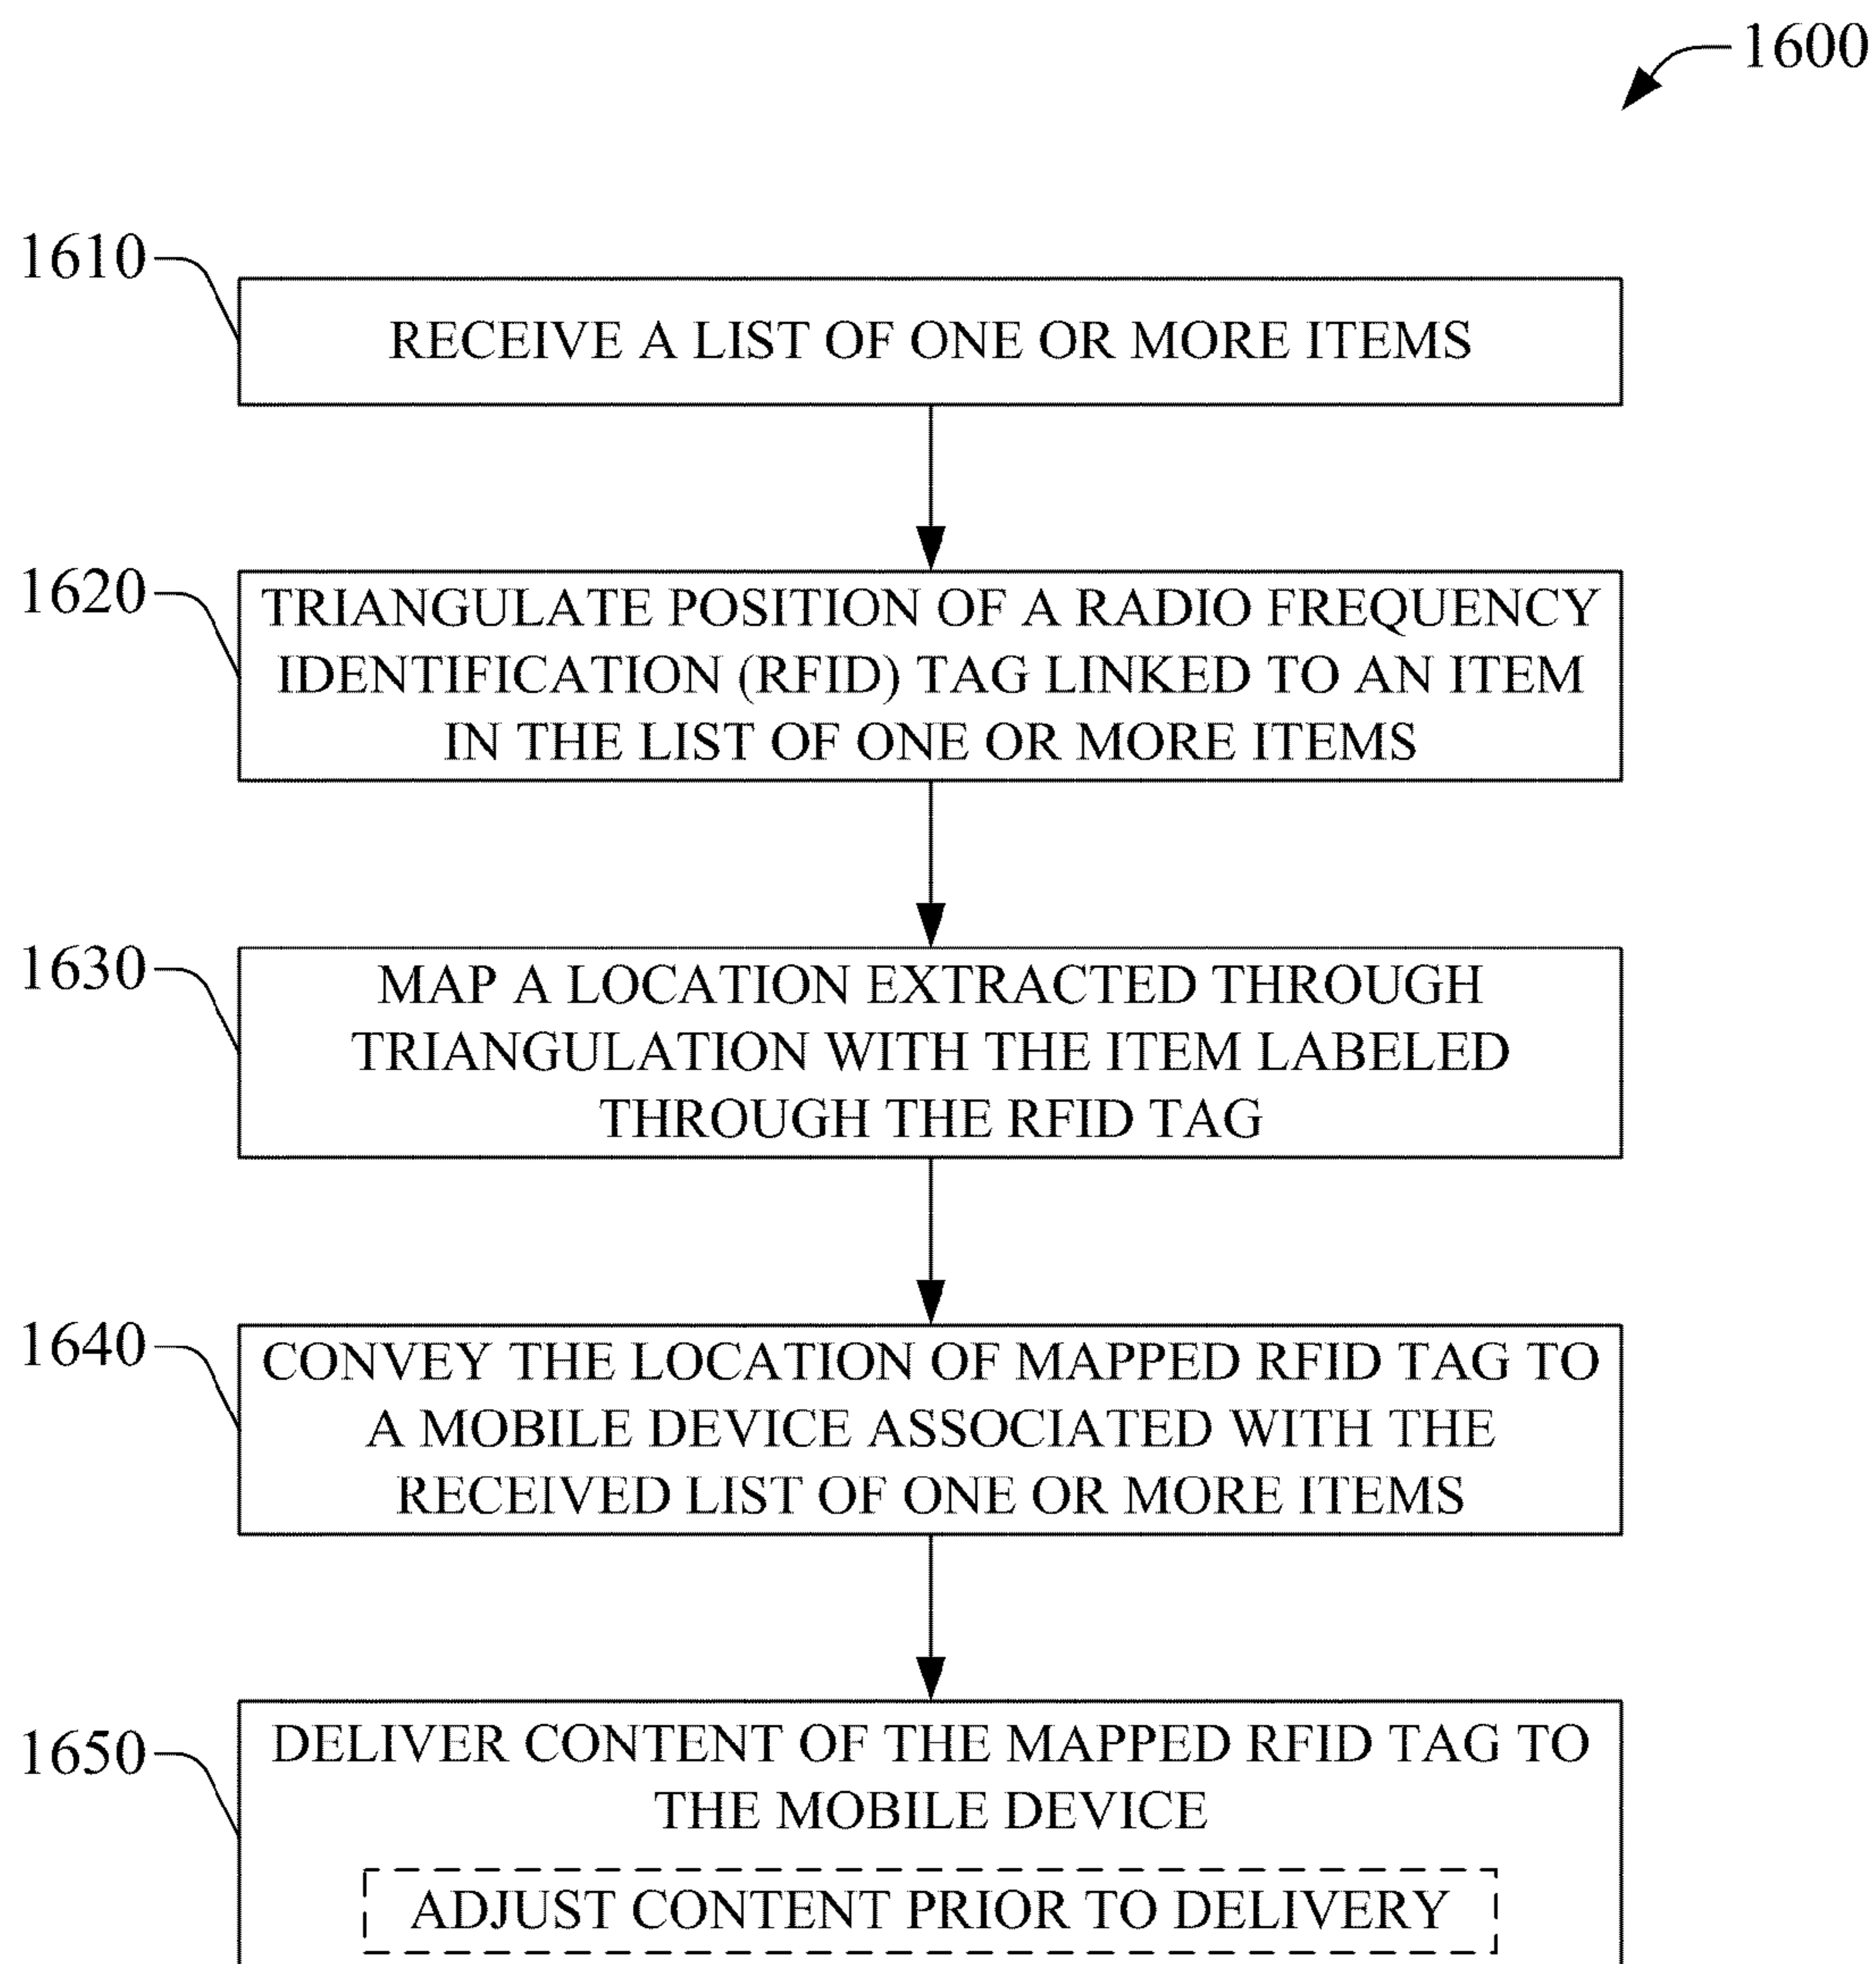 1600
1610
RECEIVE A LIST OF ONE OR MORE ITEMS
1620
TRIANGULATE POSITION OF A RADIO FREQUENCY
IDENTIFICATION (RFID) TAG LINKED TO AN ITEM
IN THE LIST OF ONE OR MORE ITEMS
1630
MAP A LOCATION EXTRACTED THROUGH
TRIANGULATION WITH THE ITEM LABELED
THROUGH THE RFID TAG
1640
CONVEY THE LOCATION OF MAPPED RFID TAG TO
A MOBILE DEVICE ASSOCIATED WITH THE
RECEIVED LIST OF ONE OR MORE ITEMS
1650
DELIVER CONTENT OF THE MAPPED RFID TAG TO
THE MOBILE DEVICE
ADJUST CONTENT PRIOR TO DELIVERY